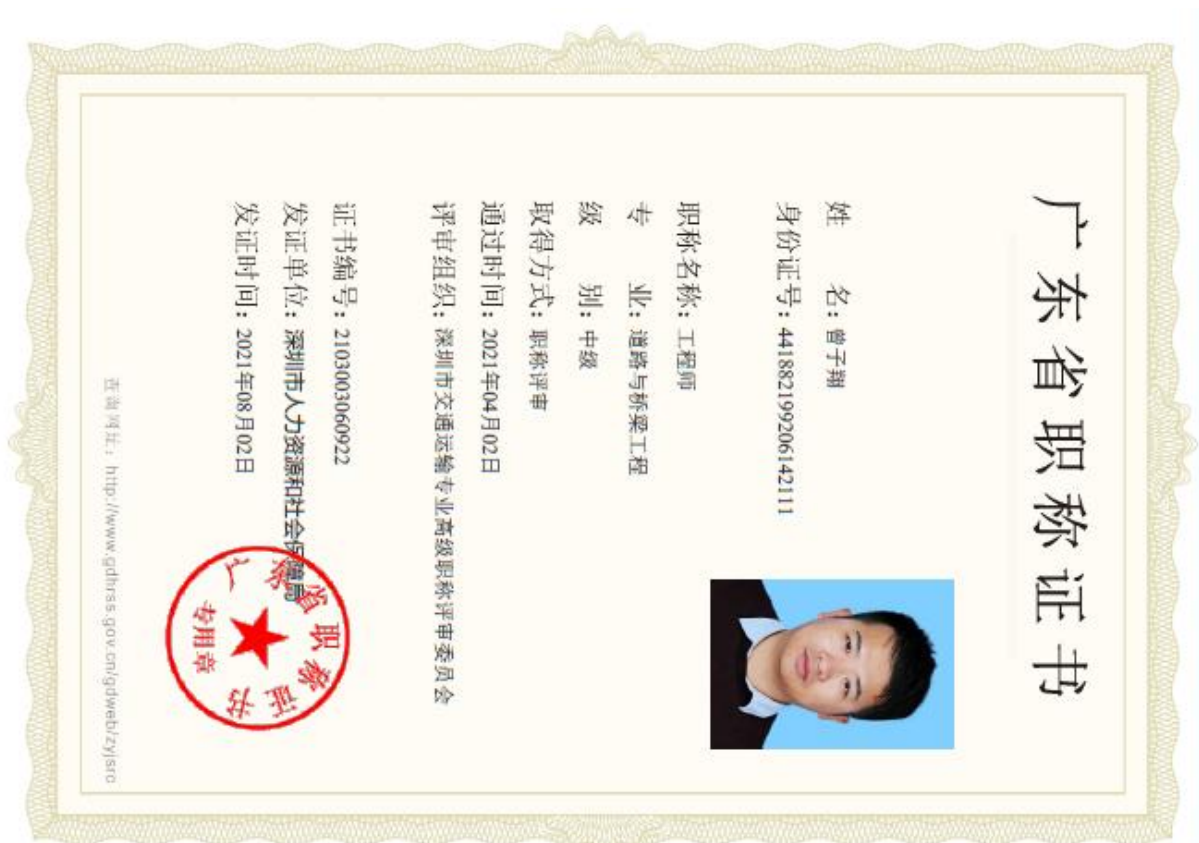 广东省职称证书
姓 名：曾子翔
身份证号：441882199206142111
职称名称：工程师
专 业：道路与桥梁工程
级 别：中级
取得方式：职称评审
通过时间：2021年04月02日
评审组织：深圳市交通运输专业高级职称评审委员会
证书编号：2103003060922
发证单位：深圳市人力资源和社会保障局
发证时间：2021年08月02日
广东省职称证书
专用章
查询网址：http://www.gdhrss.gov.cn/gdweb/zyjsrc